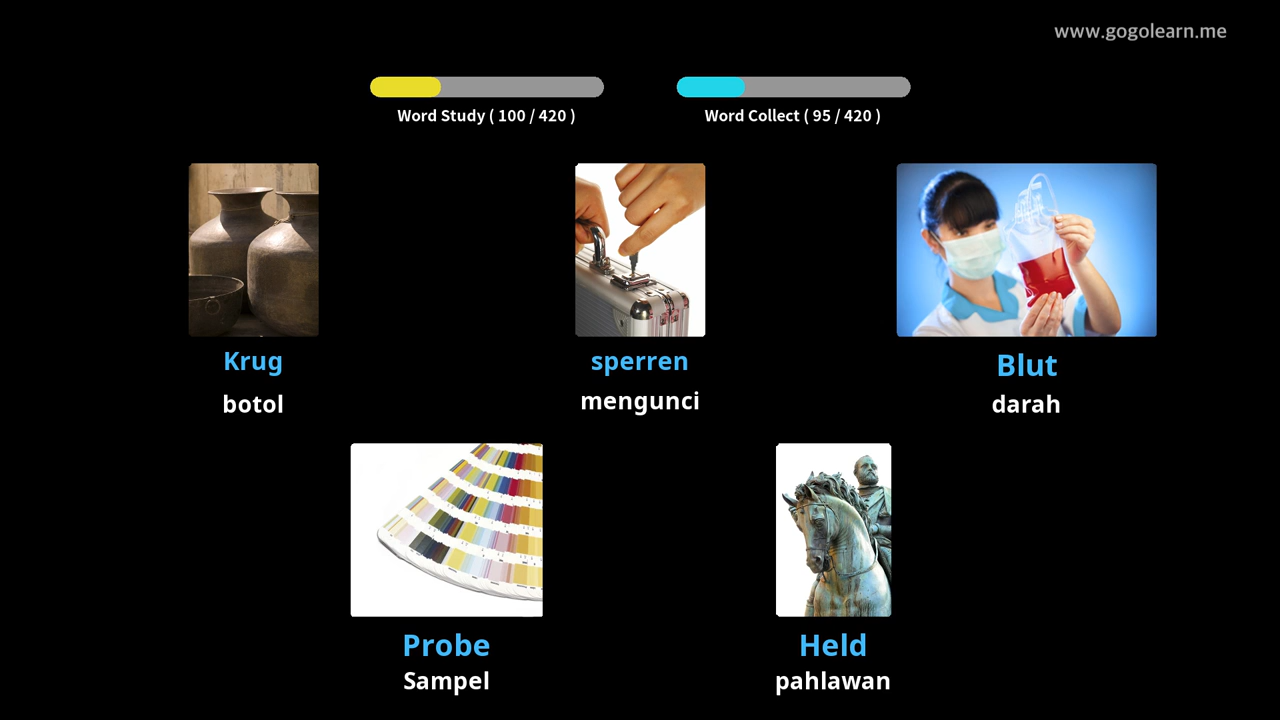 www.gogolearn.me
Word Study ( 100 / 420 )
Word Collect ( 95 / 420 )
Krug
botol
sperren
mengunci
Blut
darah
Probe
Sampel
Held
pahlawan